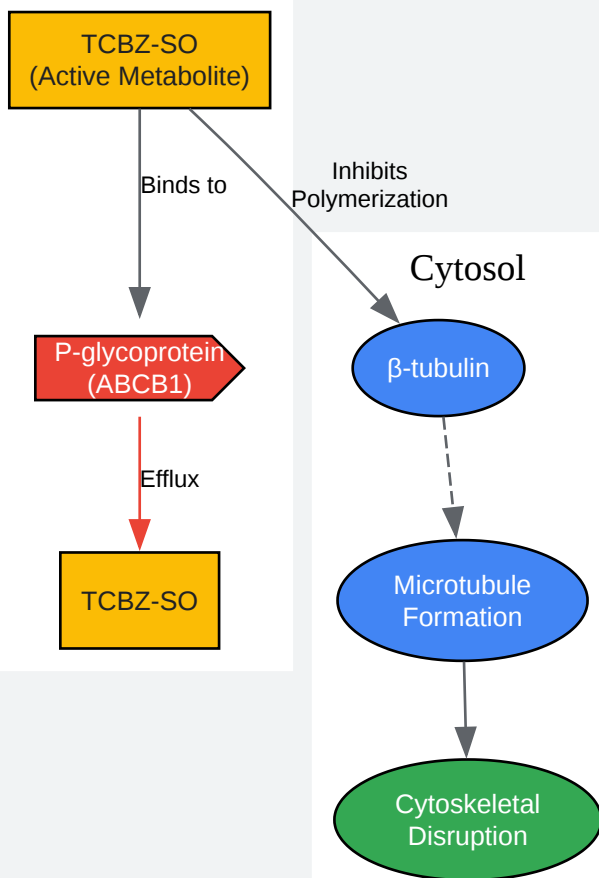 TCBZ-SO
(Active Metabolite)
Binds to
Inhibits
Polymerization
Cytosol
P-glycoprotein
(ABCB1)
β-tubulin
Efflux
TCBZ-SO
Microtubule
Formation
Cytoskeletal
Disruption